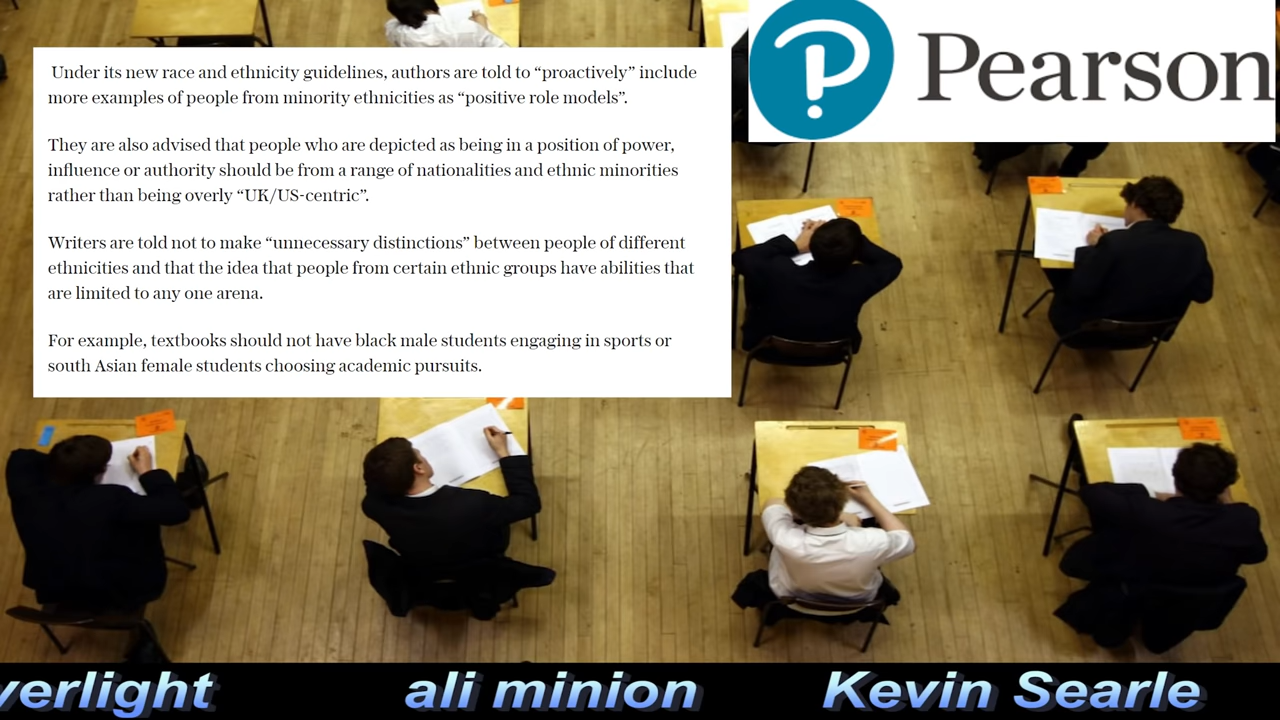 Under its new race and ethnicity guidelines, authors are told to “proactively” include
more examples of people from minority ethnicities as “positive role models”.
They are also advised that people who are depicted as being in a position of power,
influence or authority should be from a range of nationalities and ethnic minorities
rather than being overly “UK/US-centric”.
Writers are told not to make “unnecessary distinctions” between people of different
ethnicities and that the idea that people from certain ethnic groups have abilities that
are limited to any one arena.
For example, textbooks should not have black male students engaging in sports or
south Asian female students choosing academic pursuits.
Pearson
verlight ali minion Kevin Searle